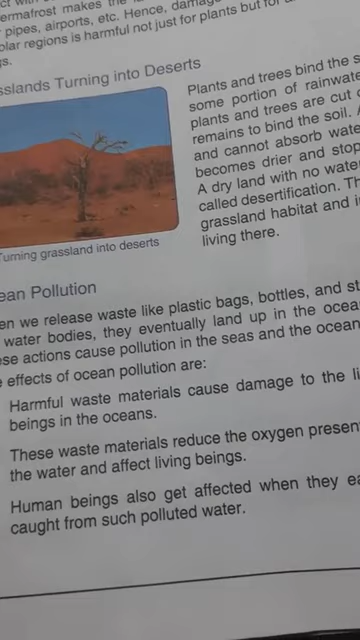 ermafrost makes the
pipes, airports, etc. Hence, damag
olar regions is harmful not just for plants but for
gs.
sslands Turning into Deserts
Plants and trees bind the s
some portion of rainwate
plants and trees are cut
remains to bind the soil.
and cannot absorb wate
becomes drier and stop
A dry land with no wate
called desertification. Th
grassland habitat and i
living there.
Turning grassland into deserts
ean Pollution
en we release waste like plastic bags, bottles, and st
water bodies, they eventually land up in the ocea
se actions cause pollution in the seas and the ocean
e effects of ocean pollution are:
Harmful waste materials cause damage to the li
beings in the oceans.
These waste materials reduce the oxygen presen
the water and affect living beings.
Human beings also get affected when they ea
caught from such polluted water.